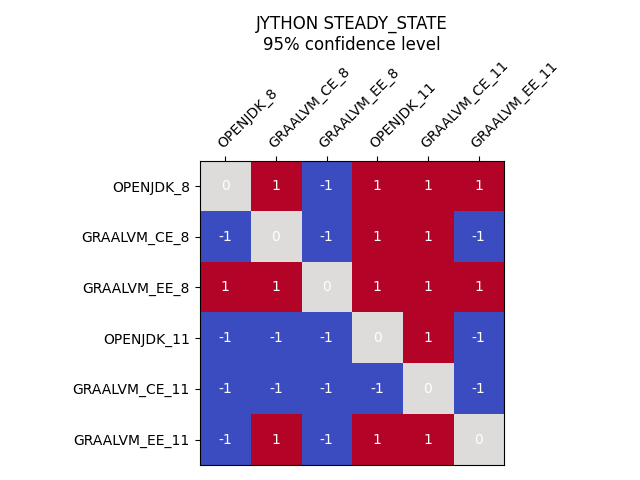 JYTHON STEADY_STATE
95% confidence level
OPENJDK_8 GRAALVM_CE_8 GRAALVM_EE_8 OPENJDK_11 GRAALVM_CE_11 GRAALVM_EE_11
OPENJDK_8 0 1 -1 1 1 1
GRAALVM_CE_8 -1 0 -1 1 1 -1
GRAALVM_EE_8 1 1 0 1 1 1
OPENJDK_11 -1 -1 -1 0 1 -1
GRAALVM_CE_11 -1 -1 -1 -1 0 -1
GRAALVM_EE_11 -1 1 -1 1 1 0